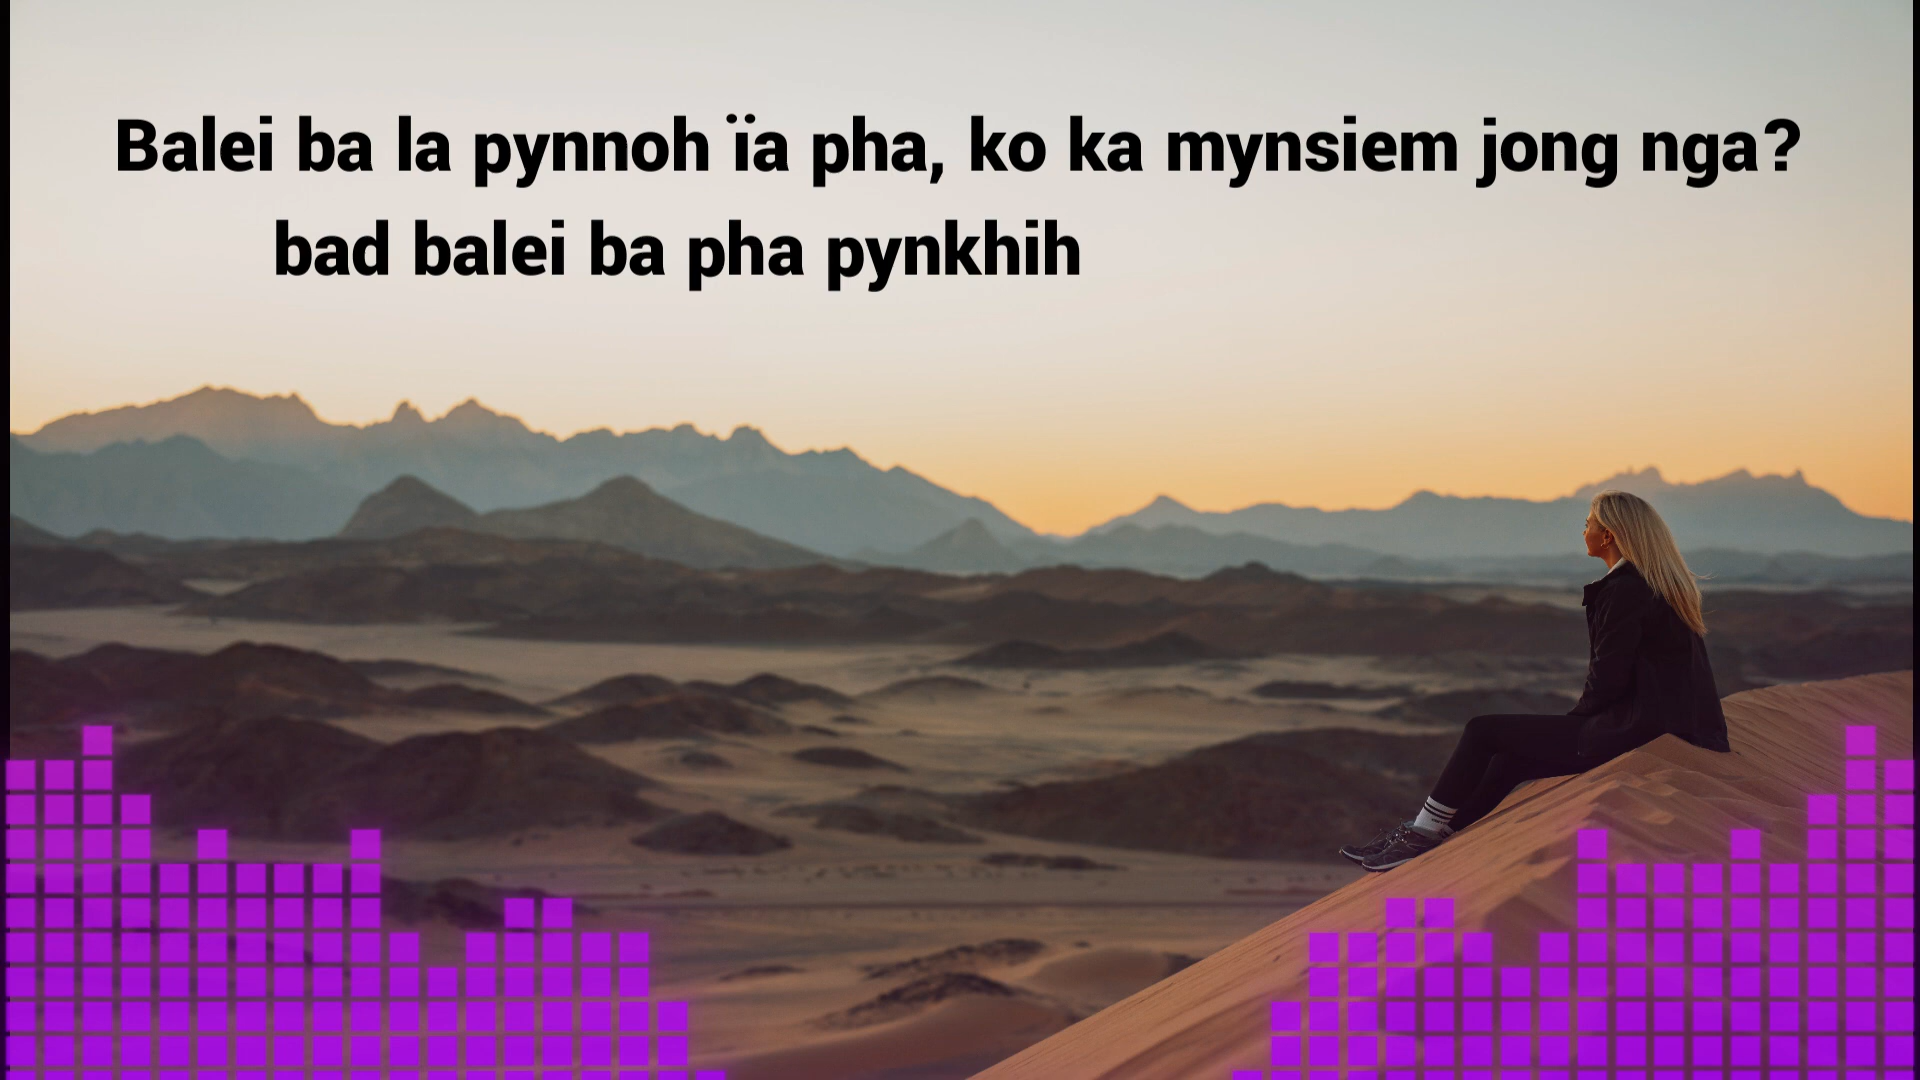 Balei ba la pynnoh ïa pha, ko ka mynsiem jong nga?
bad balei ba pha pynkhih